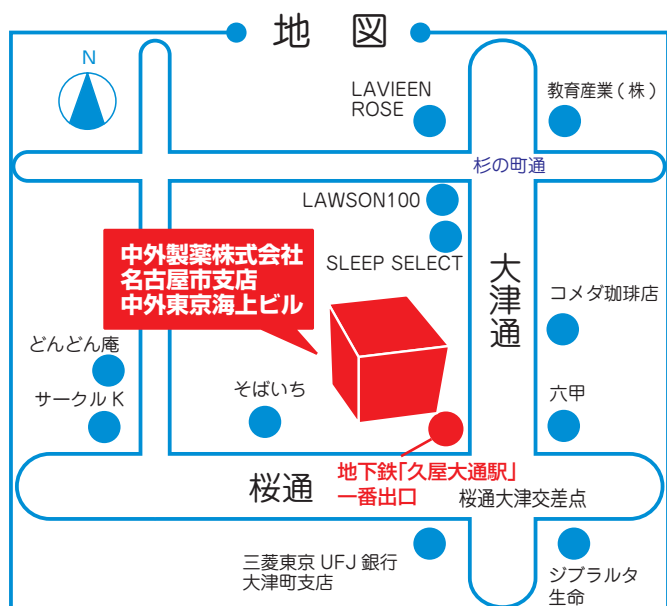 地 図
N
LAVIEEN
ROSE
教育産業(株)
杉の町通
LAWSON100
SLEEP SELECT
中外製薬株式会社
名古屋市支店
中外東京海上ビル
大津通
コメダ珈琲店
どんどん庵
サークルK
そばいち
六甲
地下鉄「久屋大通駅」
一番出口
桜通
桜通大津交差点
三菱東京 UFJ 銀行
大津町支店
ジブラルタ
生命